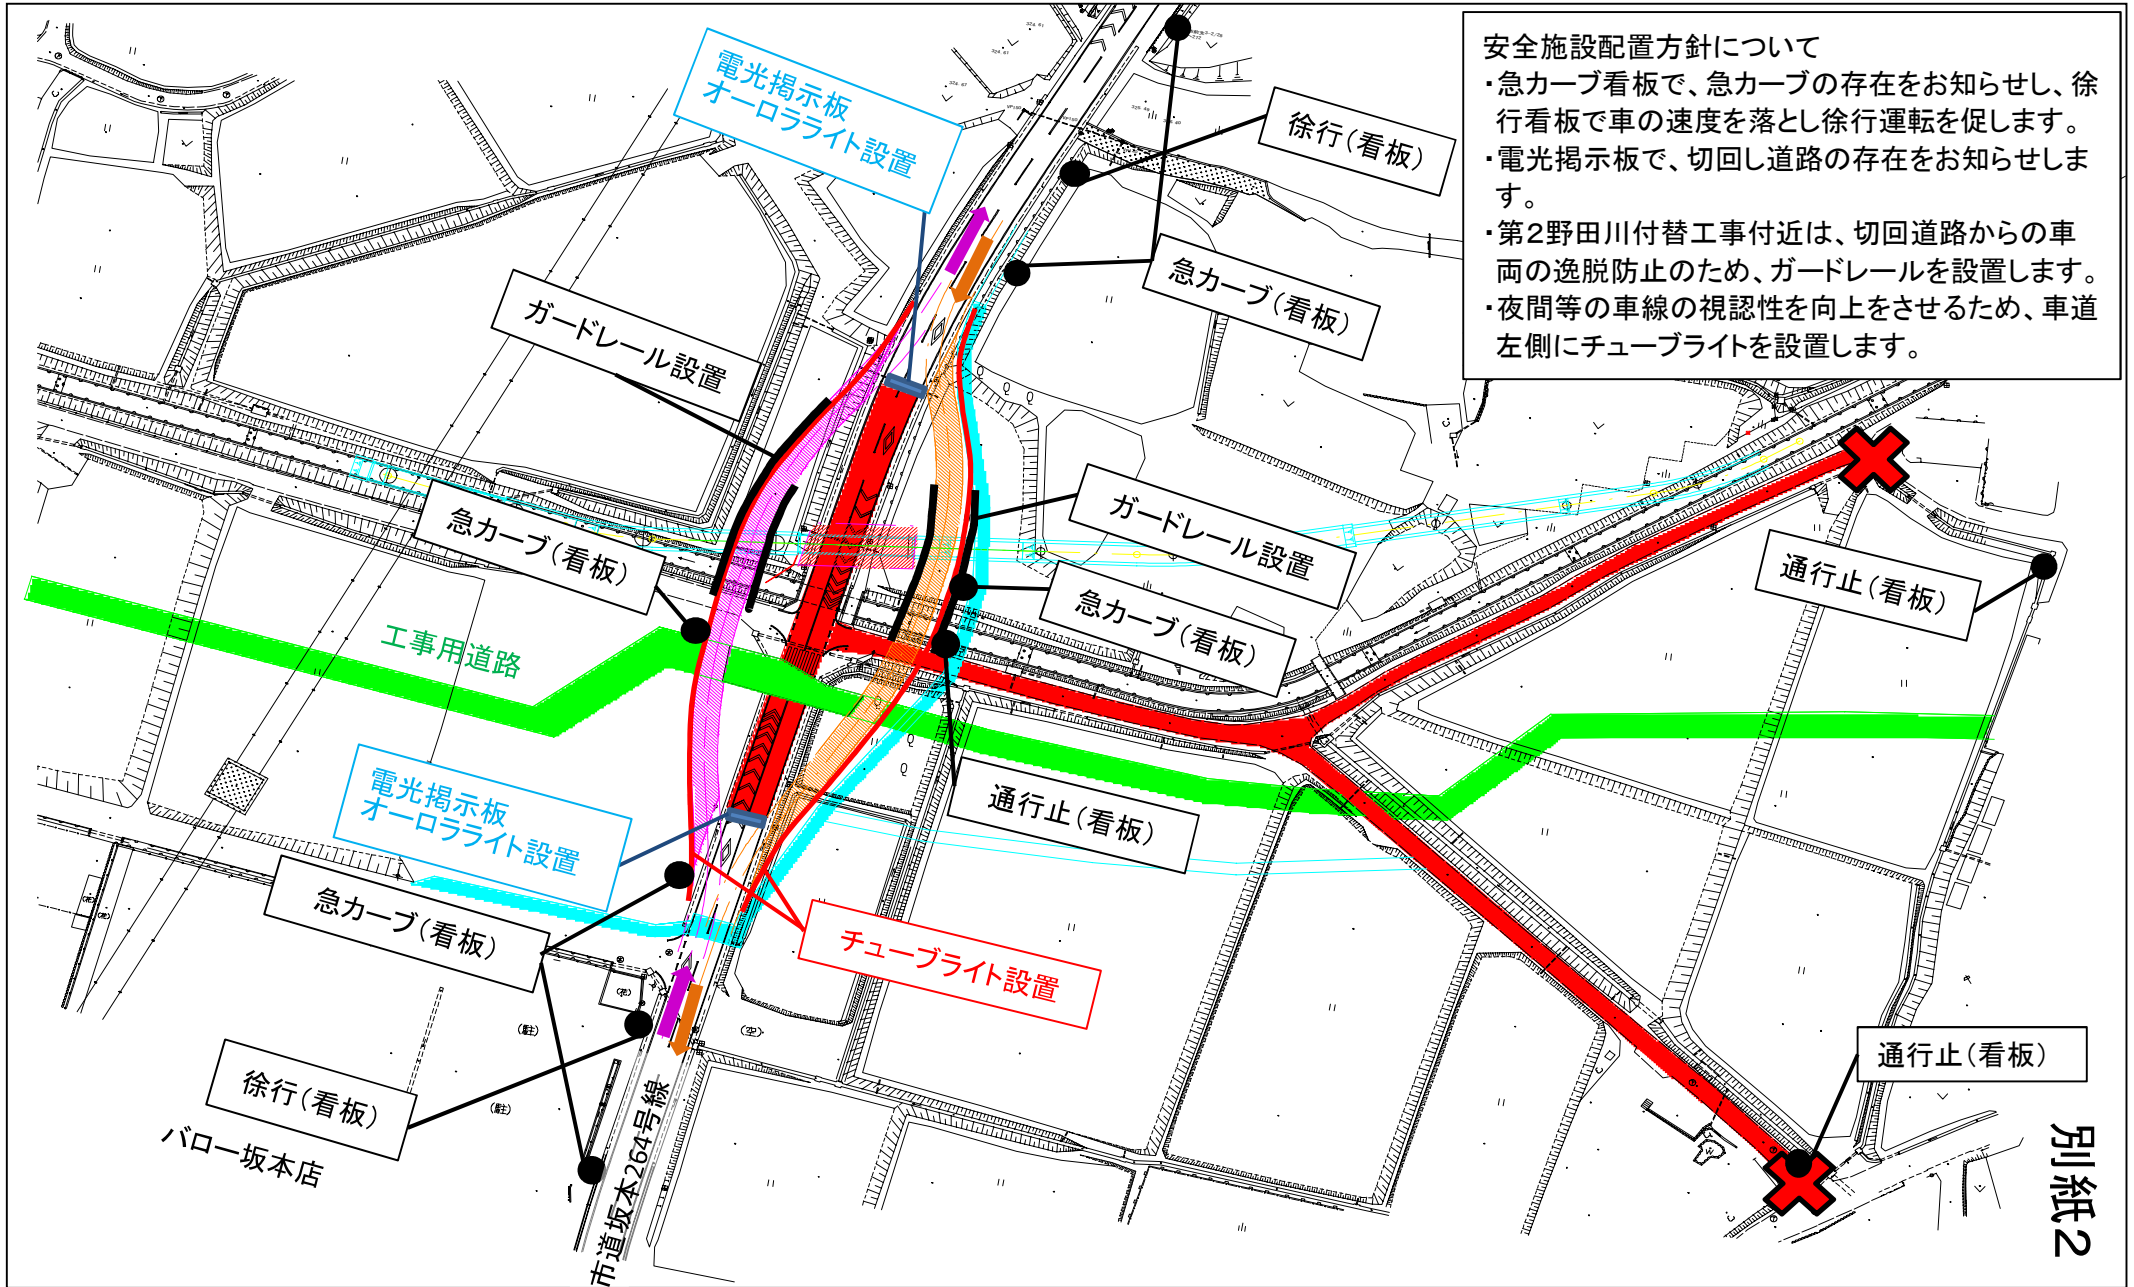 安全施設配置方針について
・急カーブ看板で、急カーブの存在をお知らせし、徐
行看板で車の速度を落とし徐行運転を促します。
・電光掲示板で、切回し道路の存在をお知らせしま
す。
・第2野田川付替工事付近は、切回道路からの車
両の逸脱防止のため、ガードレールを設置します。
・夜間等の車線の視認性を向上をさせるため、車道
左側にチューブライトを設置します。
電光掲示板
オーロラライト設置
徐行(看板)
急カーブ(看板)
ガードレール設置
急カーブ(看板)
ガードレール設置
急カーブ(看板)
通行止(看板)
工事用道路
電光掲示板
オーロラライト設置
通行止(看板)
急カーブ(看板)
チューブライト設置
通行止(看板)
徐行(看板)
バロー坂本店
市道坂本264号線
(駐)
(駐)
別紙2